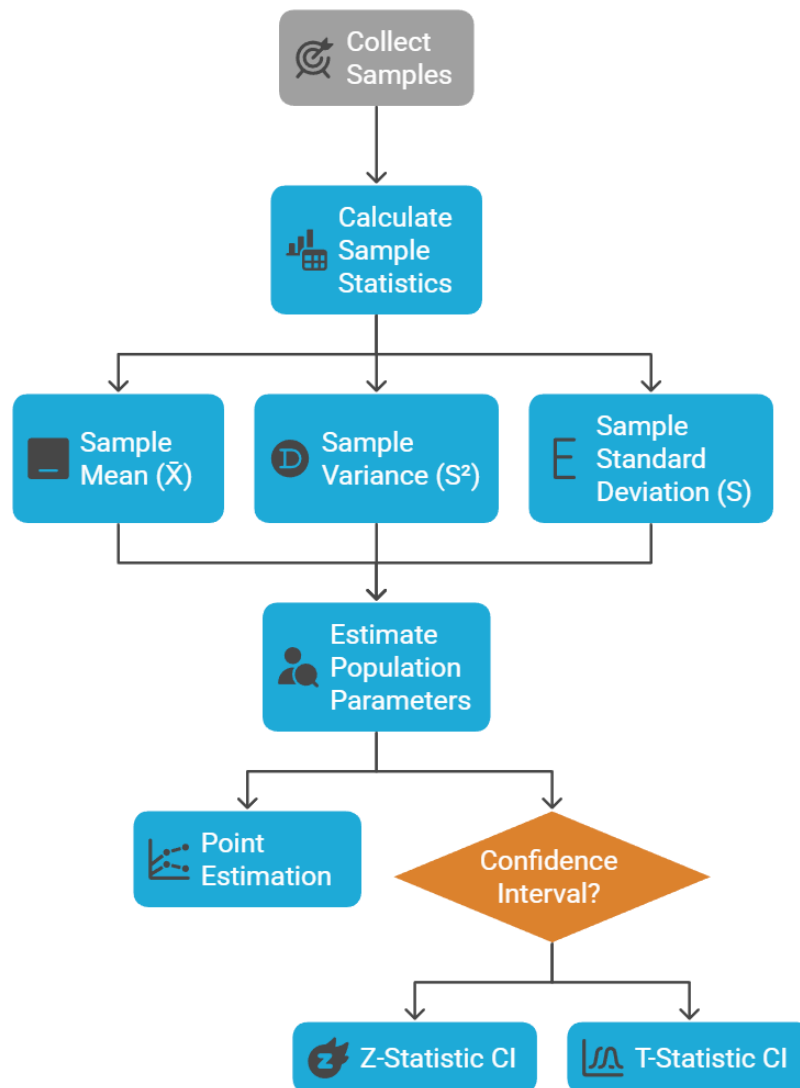 Collect
Samples
Calculate
Sample
Statistics
Sample
Mean (X̄)
Sample
Variance (S²)
Sample
Standard
Deviation (S)
Estimate
Population
Parameters
Point
Estimation
Confidence
Interval?
Z-Statistic CI
T-Statistic CI